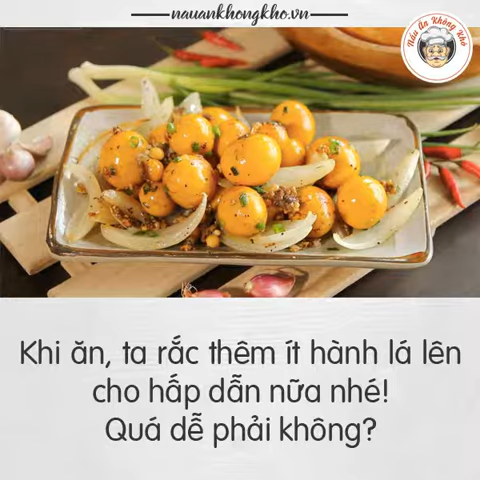 nauankhongkho.vn
Nấu Ăn Không Khó
Khi ăn, ta rắc thêm ít hành lá lên
cho hấp dẫn nữa nhé!
Quá dễ phải không?